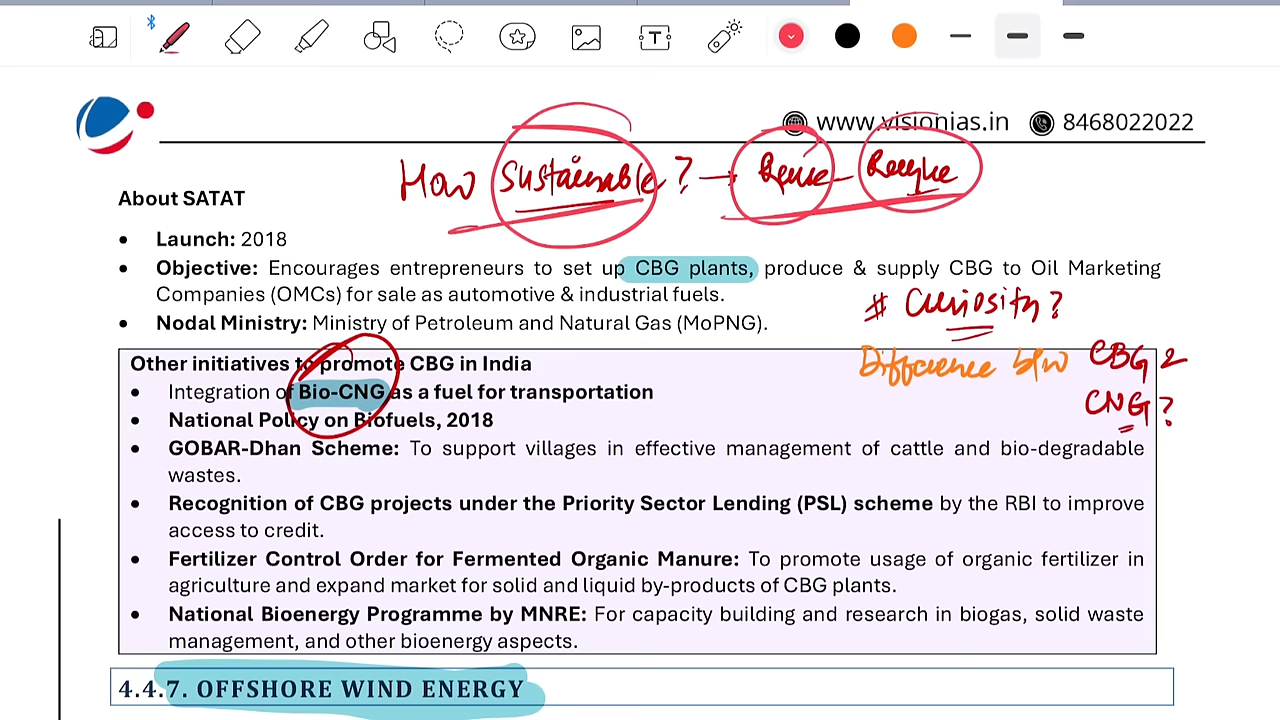 www.visionias.in 8468022022
How Sustainable? → Reuse - Recycle
About SATAT
• Launch: 2018
• Objective: Encourages entrepreneurs to set up CBG plants, produce & supply CBG to Oil Marketing
Companies (OMCs) for sale as automotive & industrial fuels.
# Curiosity?
• Nodal Ministry: Ministry of Petroleum and Natural Gas (MoPNG).
Difference b/w CBG &
CNG?
Other initiatives to promote CBG in India
• Integration of Bio-CNG as a fuel for transportation
• National Policy on Biofuels, 2018
• GOBAR-Dhan Scheme: To support villages in effective management of cattle and bio-degradable
wastes.
• Recognition of CBG projects under the Priority Sector Lending (PSL) scheme by the RBI to improve
access to credit.
• Fertilizer Control Order for Fermented Organic Manure: To promote usage of organic fertilizer in
agriculture and expand market for solid and liquid by-products of CBG plants.
• National Bioenergy Programme by MNRE: For capacity building and research in biogas, solid waste
management, and other bioenergy aspects.
4.4.7. OFFSHORE WIND ENERGY